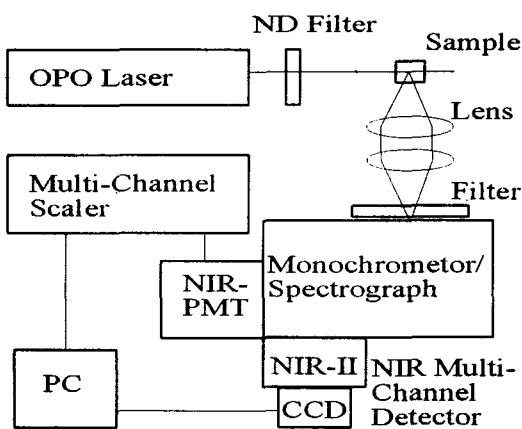 ND Filter
Sample
OPO Laser
Lens
Multi-Channel
Scaler
Filter
Monochrometor/
Spectrograph
NIR-
PMT
NIR-II
NIR Multi-
Channel
Detector
PC
CCD